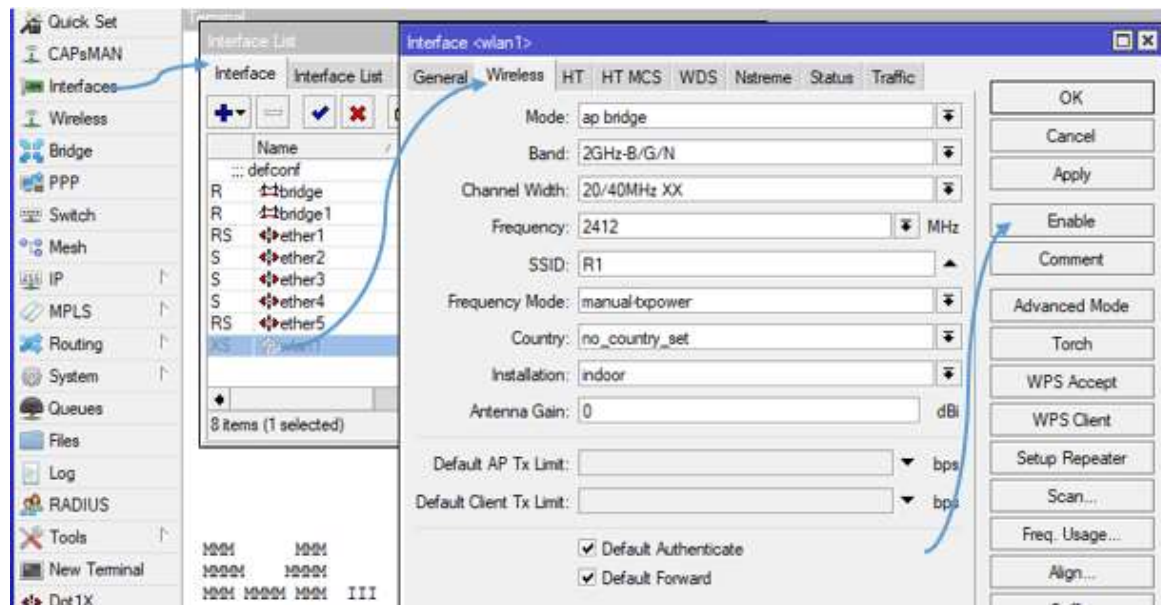 Quick Set
CAPsMAN
Interfaces
Wireless
Bridge
PPP
Switch
Mesh
IP
MPLS
Routing
System
Queues
Files
Log
RADIUS
Tools
New Terminal
Dot1X
Terminal
Interface List
Interface Interface List
Name
;;; defconf
R bridge
R bridge1
RS ether1
S ether2
S ether3
S ether4
RS ether5
XS wlan1
8 items (1 selected)
MMM MMM
MMMM MMMM
MMM MMMM MMM III
Interface <wlan1>
General Wireless HT HT MCS WDS Nstreme Status Traffic
Mode: ap bridge
Band: 2GHz-B/G/N
Channel Width: 20/40MHz XX
Frequency: 2412 MHz
SSID: R1
Frequency Mode: manual-txpower
Country: no_country_set
Installation: indoor
Antenna Gain: 0 dBi
Default AP Tx Limit: bps
Default Client Tx Limit: bps
Default Authenticate
Default Forward
OK
Cancel
Apply
Enable
Comment
Advanced Mode
Torch
WPS Accept
WPS Client
Setup Repeater
Scan...
Freq. Usage...
Align...